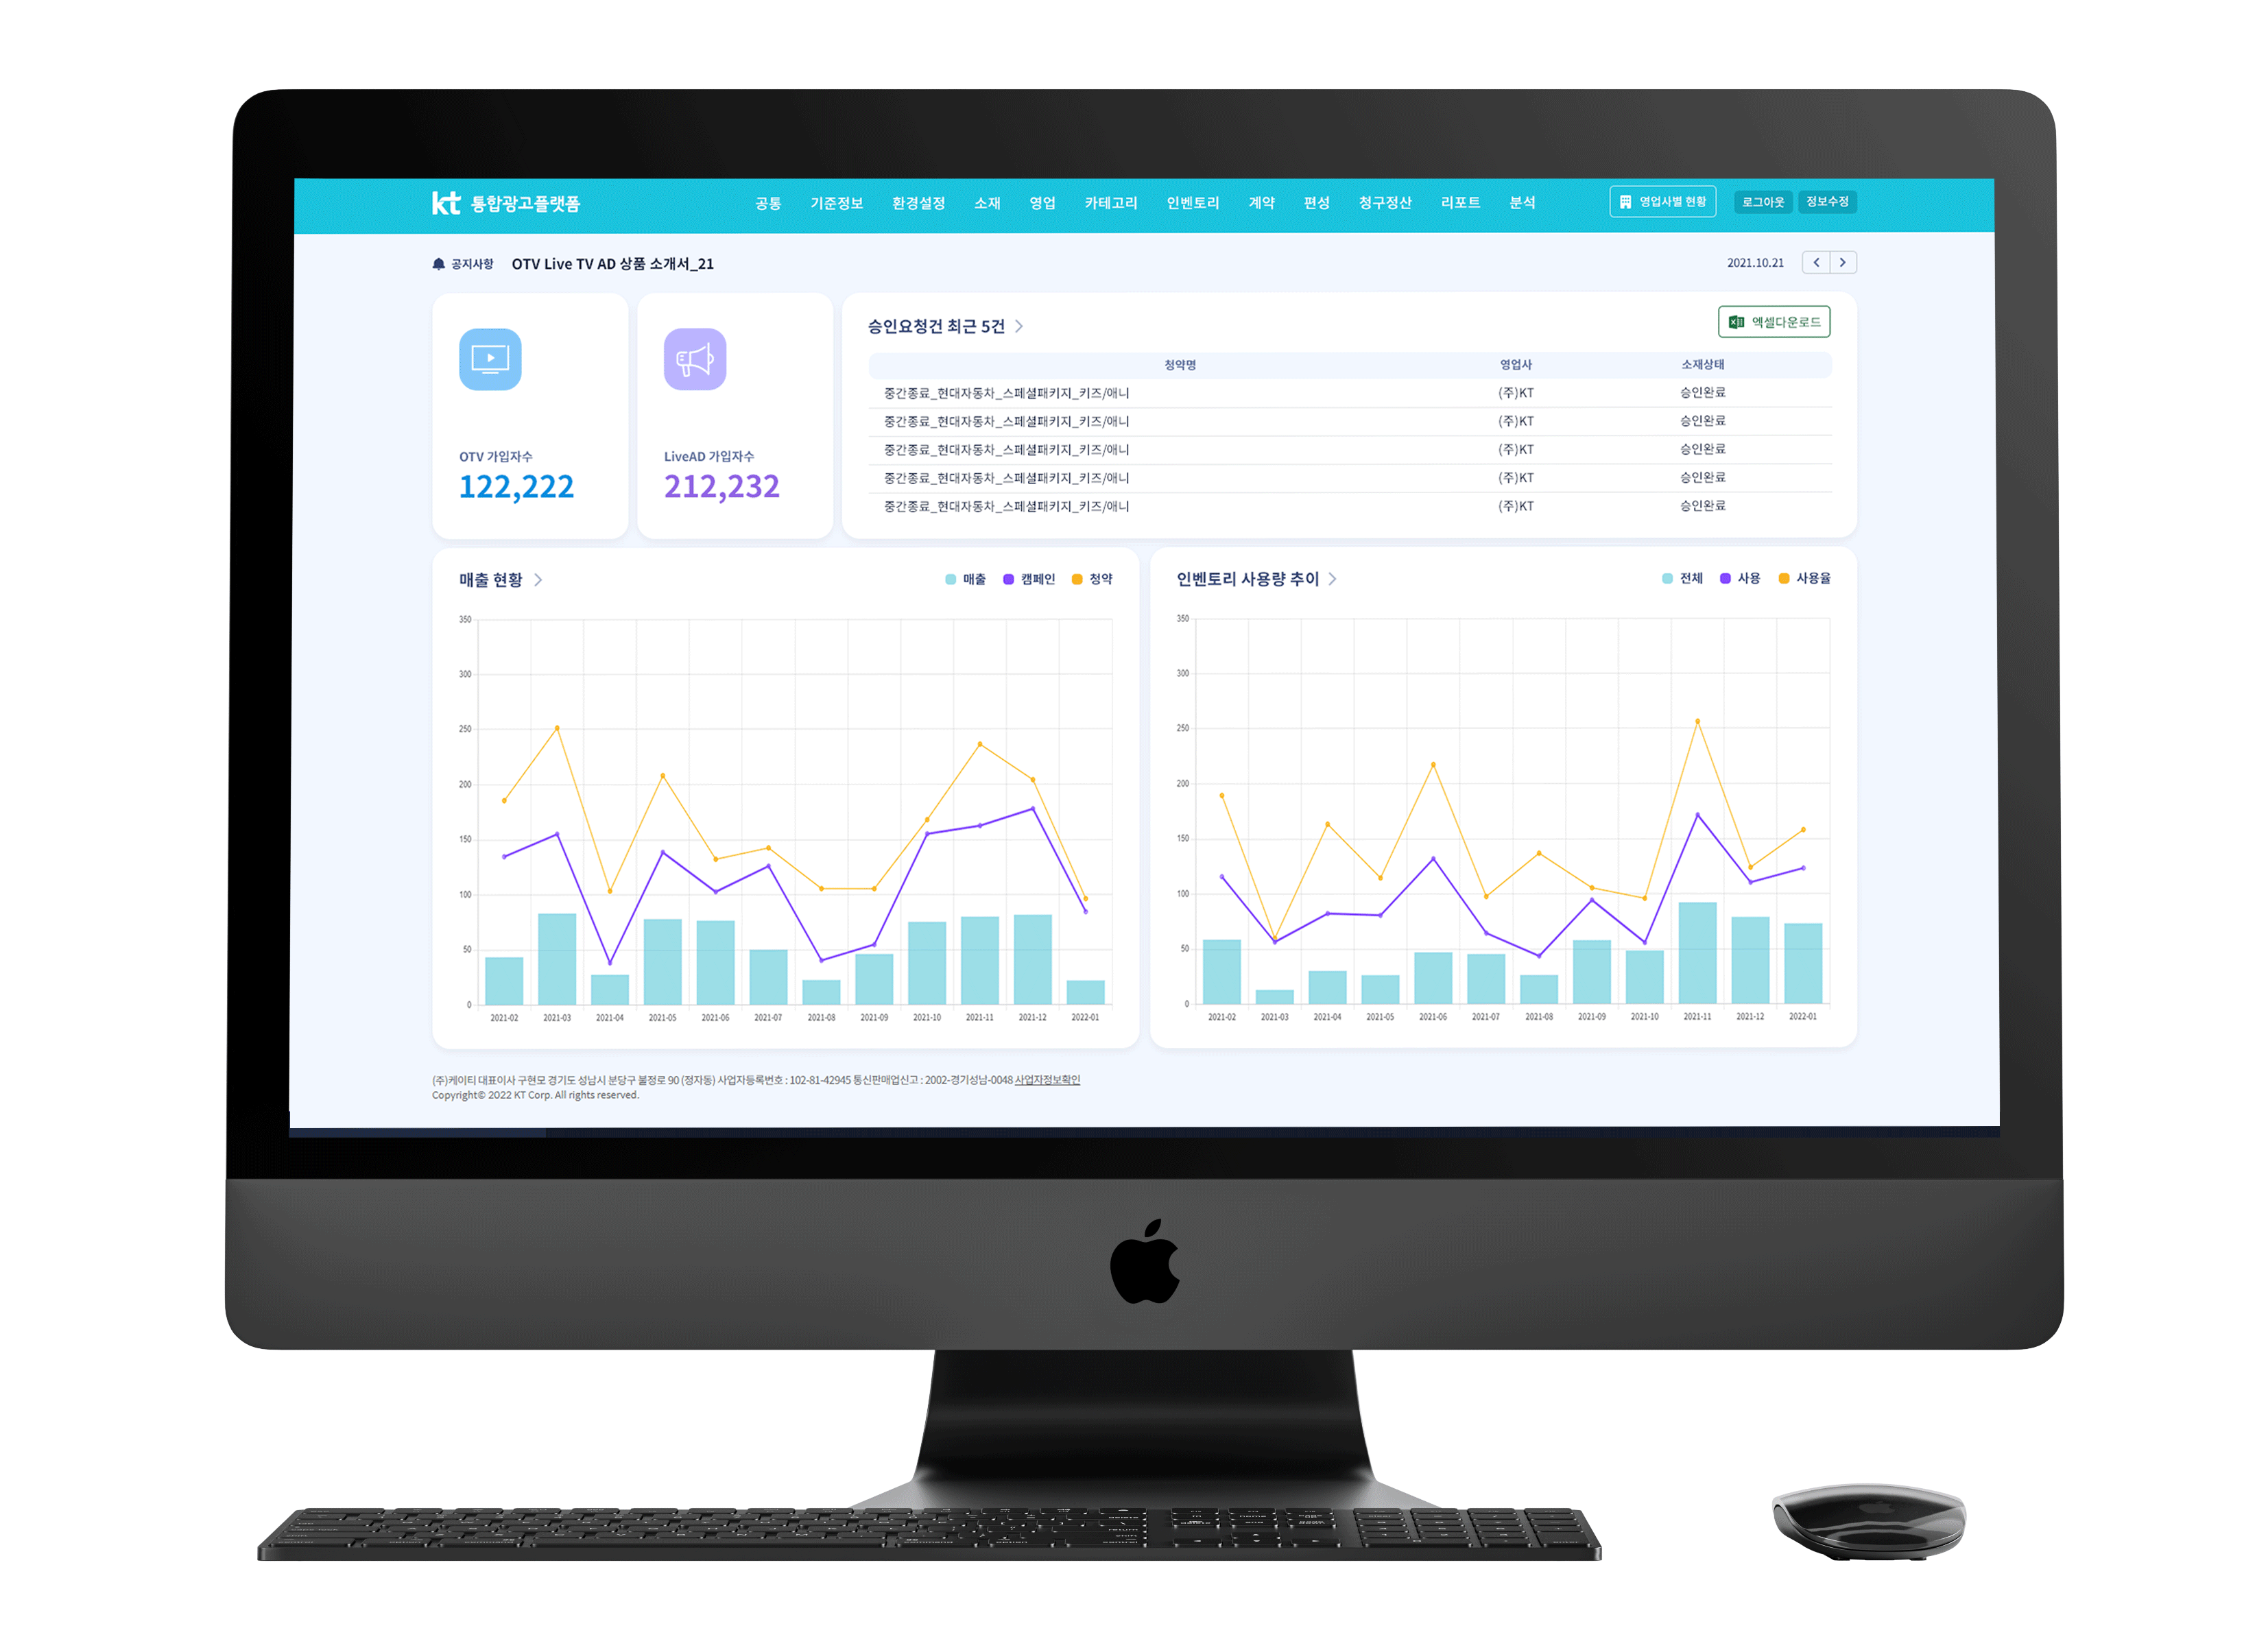 kt 통합광고플랫폼 공통 기준정보 환경설정 소재 영업 카테고리 인벤토리 계약 편성 청구정산 리포트 분석 영업사별 현황 로그아웃 정보수정
공지사항 OTV Live TV AD 상품 소개서_21 2021.10.21
OTV 가입자수
122,222
LiveAD 가입자수
212,232
승인요청건 최근 5건 엑셀다운로드
청약명 영업사 소재상태
중간종료_현대자동차_스페셜패키지_키즈/애니 (주)KT 승인완료
중간종료_현대자동차_스페셜패키지_키즈/애니 (주)KT 승인완료
중간종료_현대자동차_스페셜패키지_키즈/애니 (주)KT 승인완료
중간종료_현대자동차_스페셜패키지_키즈/애니 (주)KT 승인완료
중간종료_현대자동차_스페셜패키지_키즈/애니 (주)KT 승인완료
매출 현황 매출 캠페인 청약
350
300
250
200
150
100
50
0
2021-02 2021-03 2021-04 2021-05 2021-06 2021-07 2021-08 2021-09 2021-10 2021-11 2021-12 2022-01
인벤토리 사용량 추이 전체 사용 사용율
350
300
250
200
150
100
50
0
2021-02 2021-03 2021-04 2021-05 2021-06 2021-07 2021-08 2021-09 2021-10 2021-11 2021-12 2022-01
(주)케이티 대표이사 구현모 경기도 성남시 분당구 불정로 90 (정자동) 사업자등록번호 : 102-81-42945 통신판매업신고 : 2002-경기성남-0048 사업자정보확인
Copyright© 2022 KT Corp. All rights reserved.